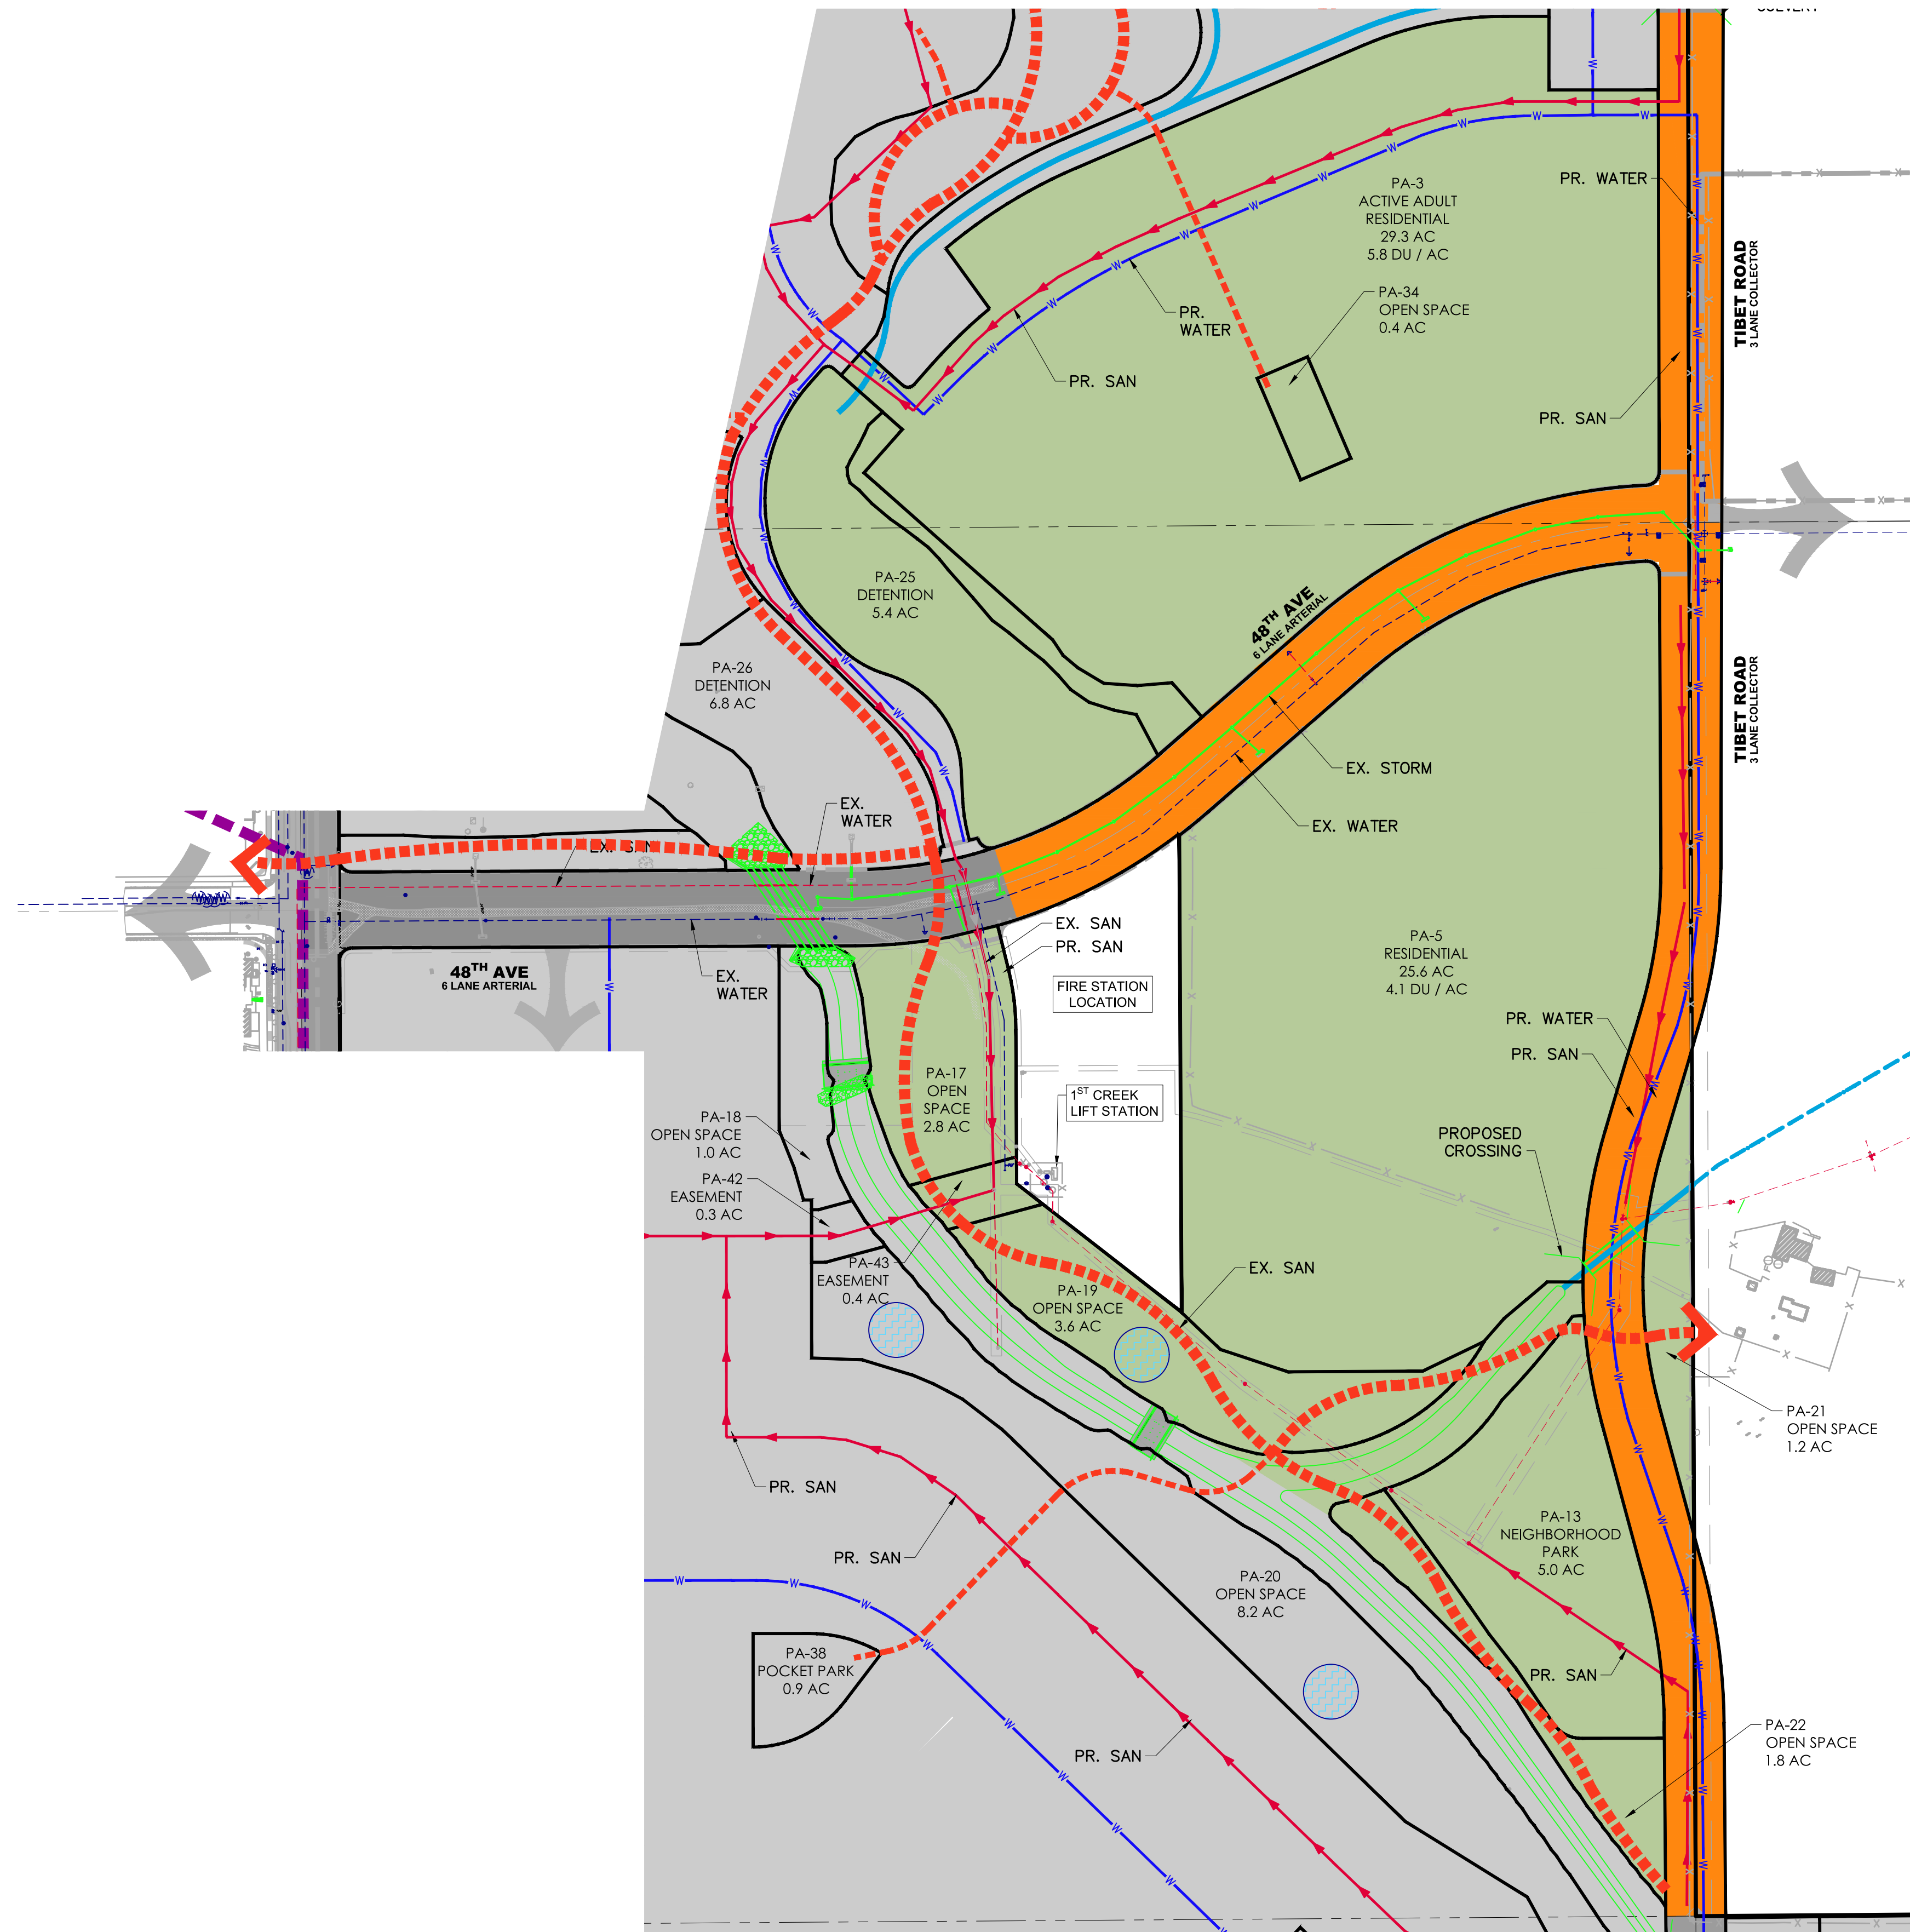 PA-3
ACTIVE ADULT
RESIDENTIAL
29.3 AC
5.8 DU / AC
PR. WATER
TIBET ROAD
3 LANE COLLECTOR
PA-34
OPEN SPACE
0.4 AC
PR.
WATER
PR. SAN
PR. SAN
PA-25
DETENTION
5.4 AC
48TH AVE
6 LANE ARTERIAL
PA-26
DETENTION
6.8 AC
TIBET ROAD
3 LANE COLLECTOR
EX. STORM
EX. WATER
EX.
WATER
EX. SAN
EX. SAN
PR. SAN
48TH AVE
6 LANE ARTERIAL
EX.
WATER
FIRE STATION
LOCATION
PA-5
RESIDENTIAL
25.6 AC
4.1 DU / AC
PR. WATER
PR. SAN
PA-17
OPEN
SPACE
2.8 AC
1ST CREEK
LIFT STATION
PA-18
OPEN SPACE
1.0 AC
PROPOSED
CROSSING
PA-42
EASEMENT
0.3 AC
PA-43
EASEMENT
0.4 AC
PA-19
OPEN SPACE
3.6 AC
EX. SAN
PA-21
OPEN SPACE
1.2 AC
PR. SAN
PR. SAN
PA-13
NEIGHBORHOOD
PARK
5.0 AC
PA-20
OPEN SPACE
8.2 AC
PA-38
POCKET PARK
0.9 AC
PR. SAN
PR. SAN
PA-22
OPEN SPACE
1.8 AC